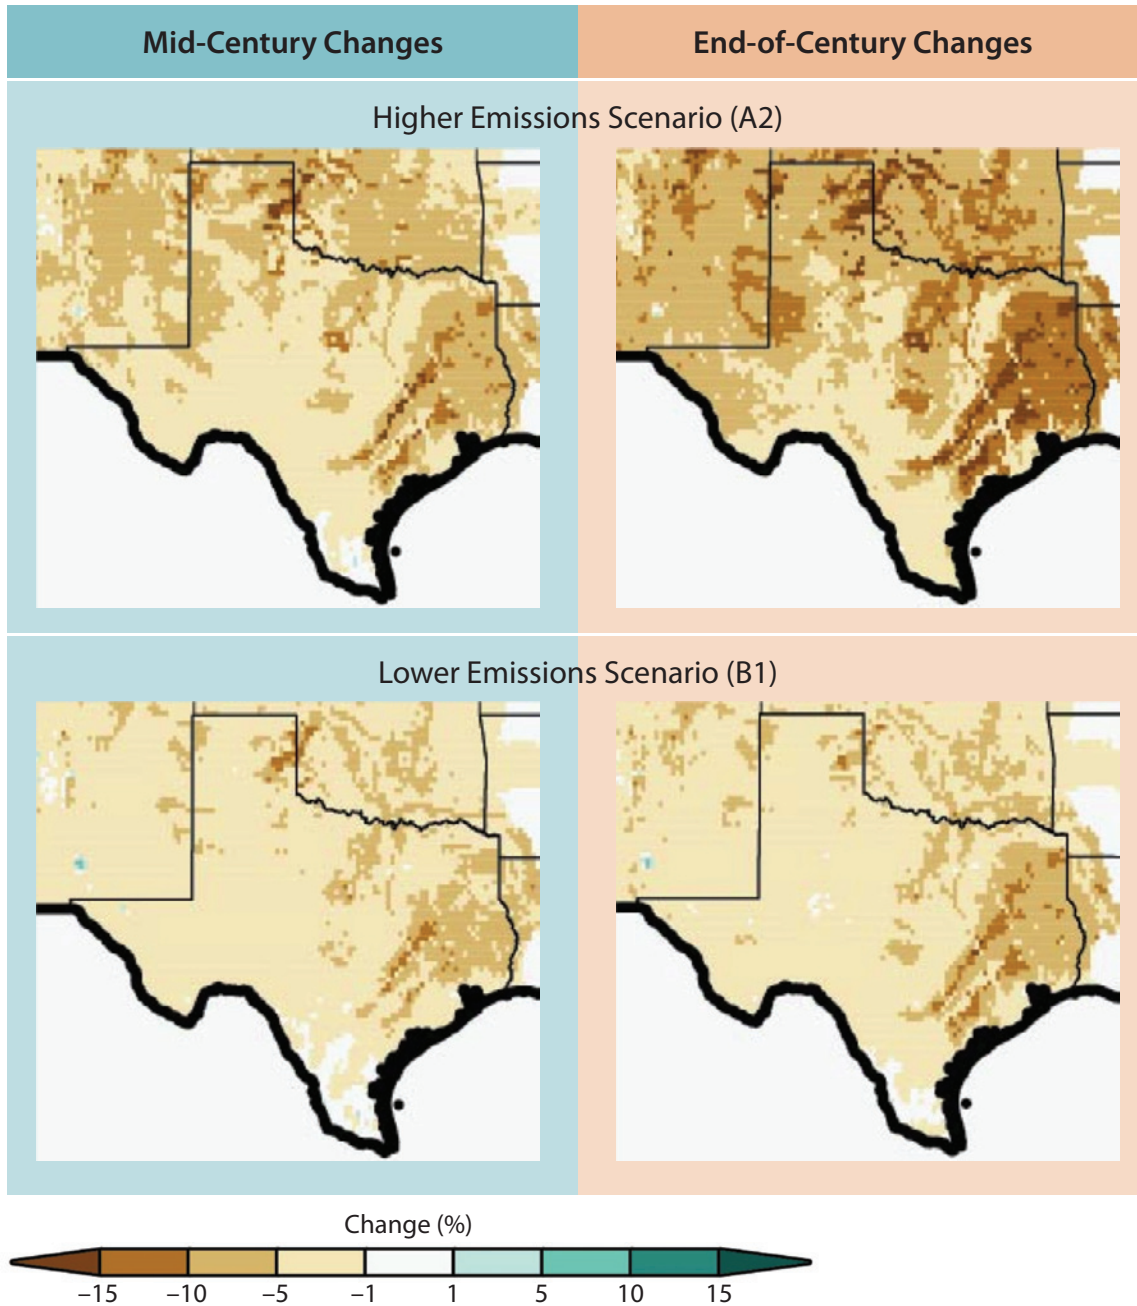 Mid-Century Changes
End-of-Century Changes
Higher Emissions Scenario (A2)
Lower Emissions Scenario (B1)
Change (%)
–15 –10 –5 –1 1 5 10 15